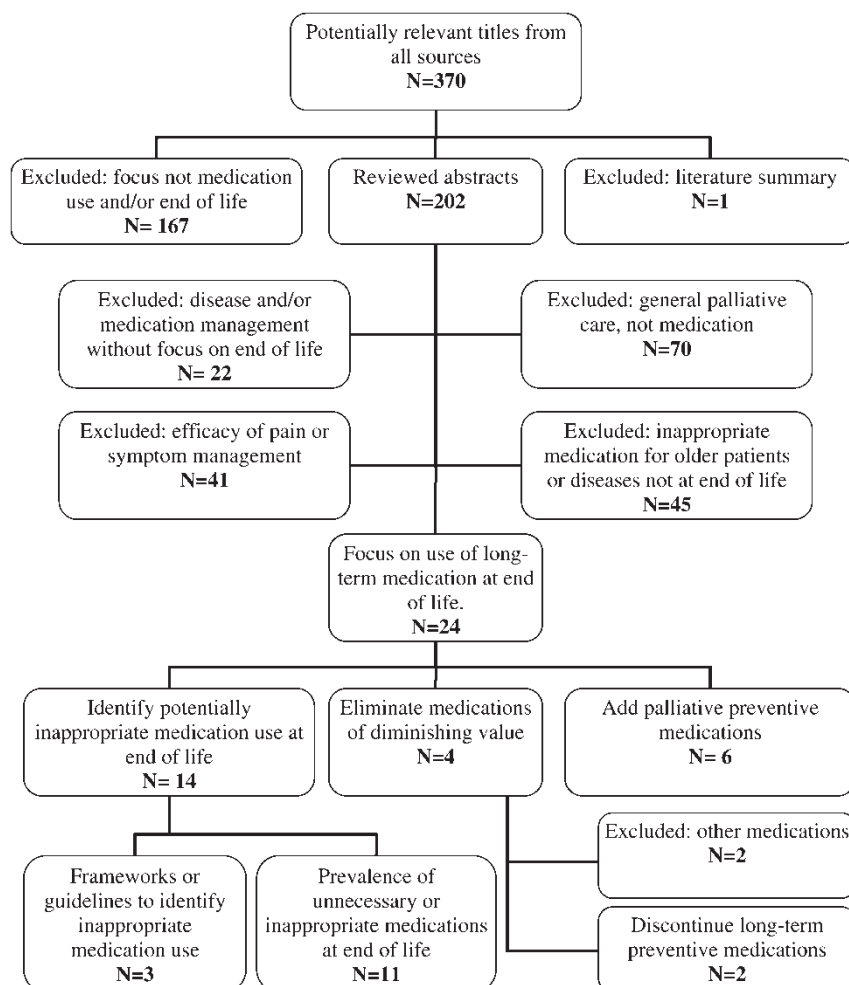 Potentially relevant titles from
all sources
N=370
Excluded: focus not medication
use and/or end of life
N= 167
Reviewed abstracts
N=202
Excluded: literature summary
N=1
Excluded: disease and/or
medication management
without focus on end of life
N= 22
Excluded: general palliative
care, not medication
N=70
Excluded: efficacy of pain or
symptom management
N=41
Excluded: inappropriate
medication for older patients
or diseases not at end of life
N=45
Focus on use of long-
term medication at end
of life.
N=24
Identify potentially
inappropriate medication use at
end of life
N= 14
Eliminate medications
of diminishing value
N=4
Add palliative preventive
medications
N= 6
Excluded: other medications
N=2
Frameworks or
guidelines to identify
inappropriate
medication use
N=3
Prevalence of
unnecessary or
inappropriate medications
at end of life
N=11
Discontinue long-term
preventive medications
N=2